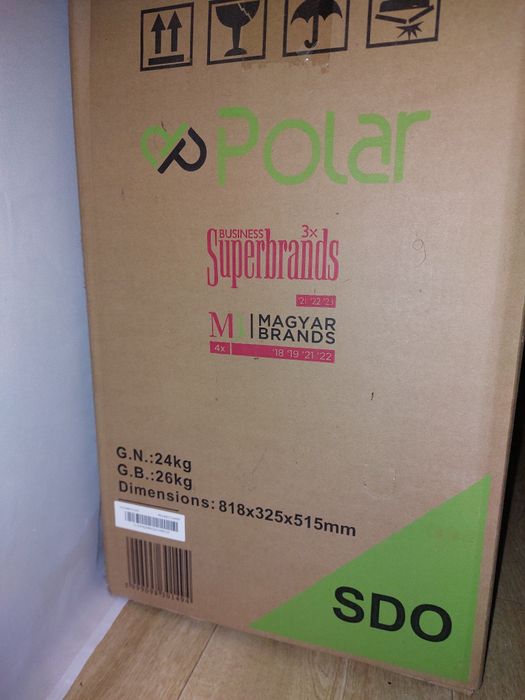 Polar
BUSINESS 3x
Superbrands
'21 '22 '23
M | MAGYAR
BRANDS
4x '18 '19 '21 '22
G.N.:24kg
G.B.:26kg
Dimensions: 818x325x515mm
SDO